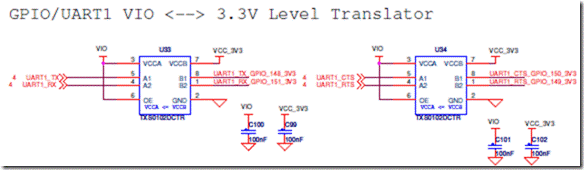 GPIO/UART1 VIO <--> 3.3V Level Translator
VIO U33 VCC_3V3
3 VCCA VCCB 7
4 UART1_TX 5 A1 B1 8 UART1_TX_GPIO_148_3V3
4 UART1_RX 4 A2 B2 1 UART1_RX_GPIO_151_3V3
6 OE GND 2
VCCA <= VCCB
TXS0102DCTR
VIO VCC_3V3
C100 C99
100nF 100nF
VIO U34 VCC_3V3
3 VCCA VCCB 7
4 UART1_CTS 5 A1 B1 8 UART1_CTS_GPIO_150_3V3
4 UART1_RTS 4 A2 B2 1 UART1_RTS_GPIO_149_3V3
6 OE GND 2
VCCA <= VCCB
TXS0102DCTR
VIO VCC_3V3
C101 C102
100nF 100nF